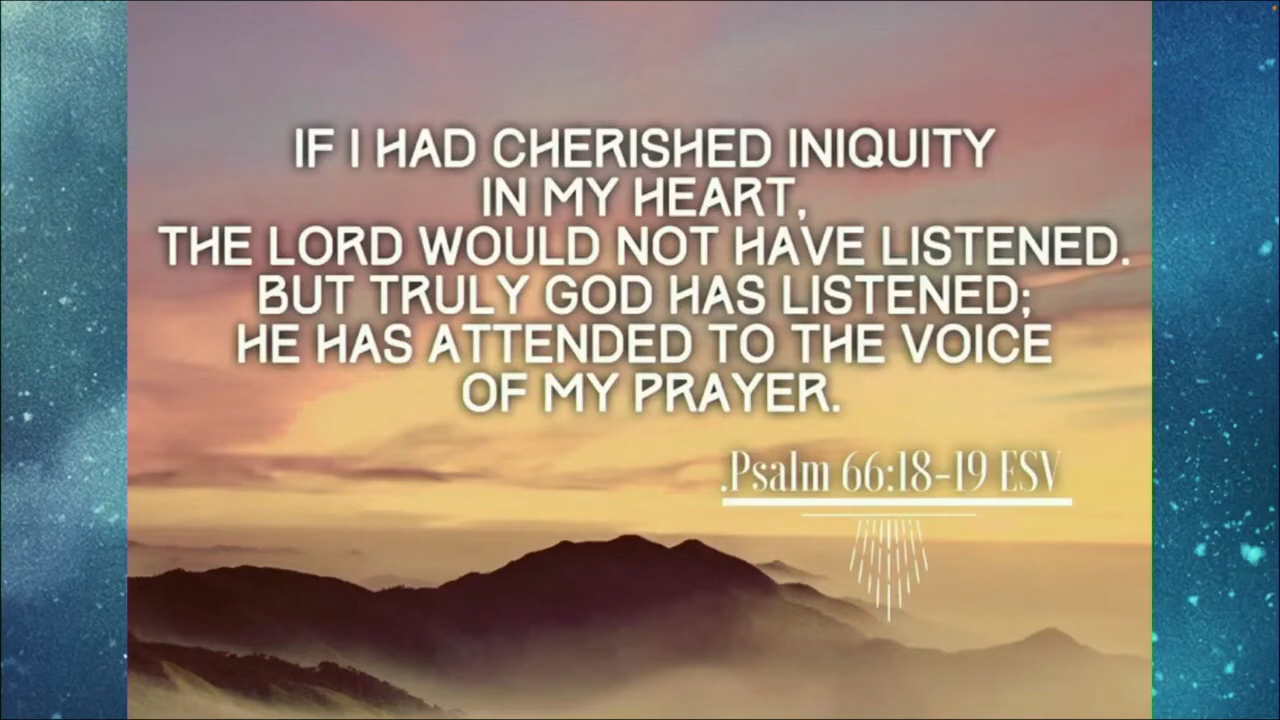 IF I HAD CHERISHED INIQUITY
IN MY HEART,
THE LORD WOULD NOT HAVE LISTENED.
BUT TRULY GOD HAS LISTENED;
HE HAS ATTENDED TO THE VOICE
OF MY PRAYER.
.Psalm 66:18-19 ESV